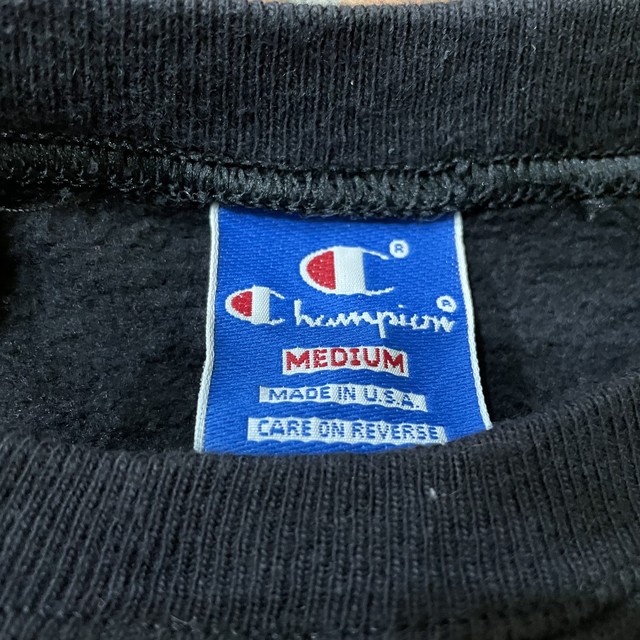 C®
Champion®
MEDIUM
MADE IN U.S.A.
CARE ON REVERSE